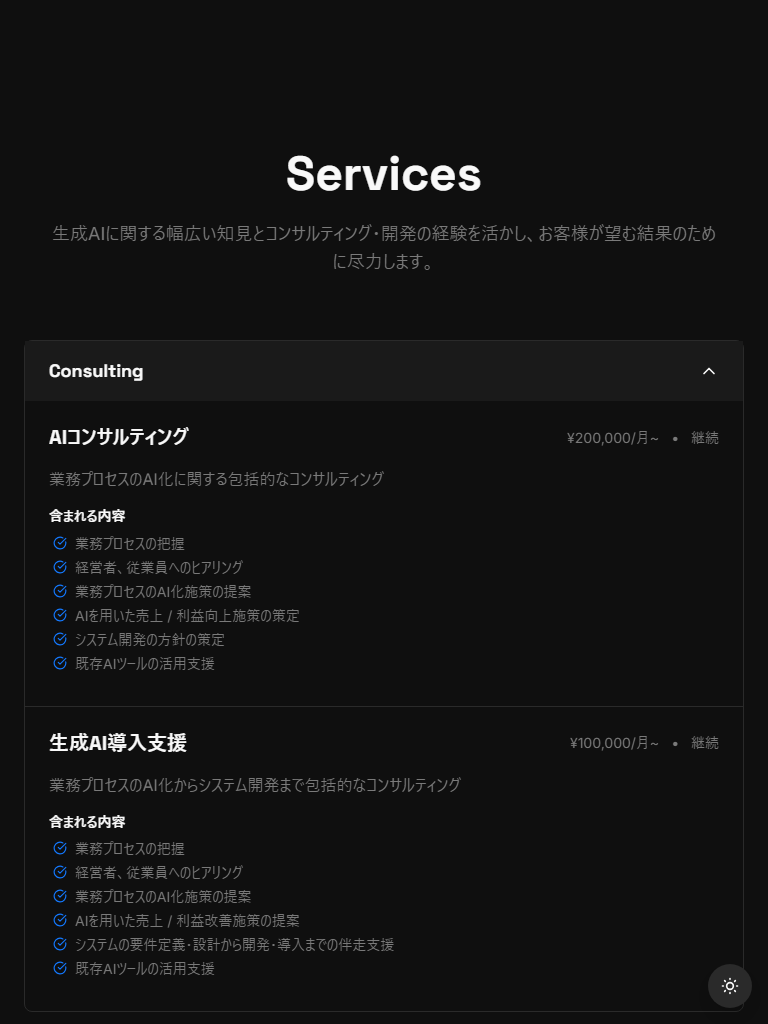 Services
生成AIに関する幅広い知見とコンサルティング・開発の経験を活かし、お客様が望む結果のため
に尽力します。
Consulting
AIコンサルティング
¥200,000/月~ • 継続
業務プロセスのAI化に関する包括的なコンサルティング
含まれる内容
業務プロセスの把握
経営者、従業員へのヒアリング
業務プロセスのAI化施策の提案
AIを用いた売上 / 利益向上施策の策定
システム開発の方針の策定
既存AIツールの活用支援
生成AI導入支援
¥100,000/月~ • 継続
業務プロセスのAI化からシステム開発まで包括的なコンサルティング
含まれる内容
業務プロセスの把握
経営者、従業員へのヒアリング
業務プロセスのAI化施策の提案
AIを用いた売上 / 利益改善施策の提案
システムの要件定義・設計から開発・導入までの伴走支援
既存AIツールの活用支援